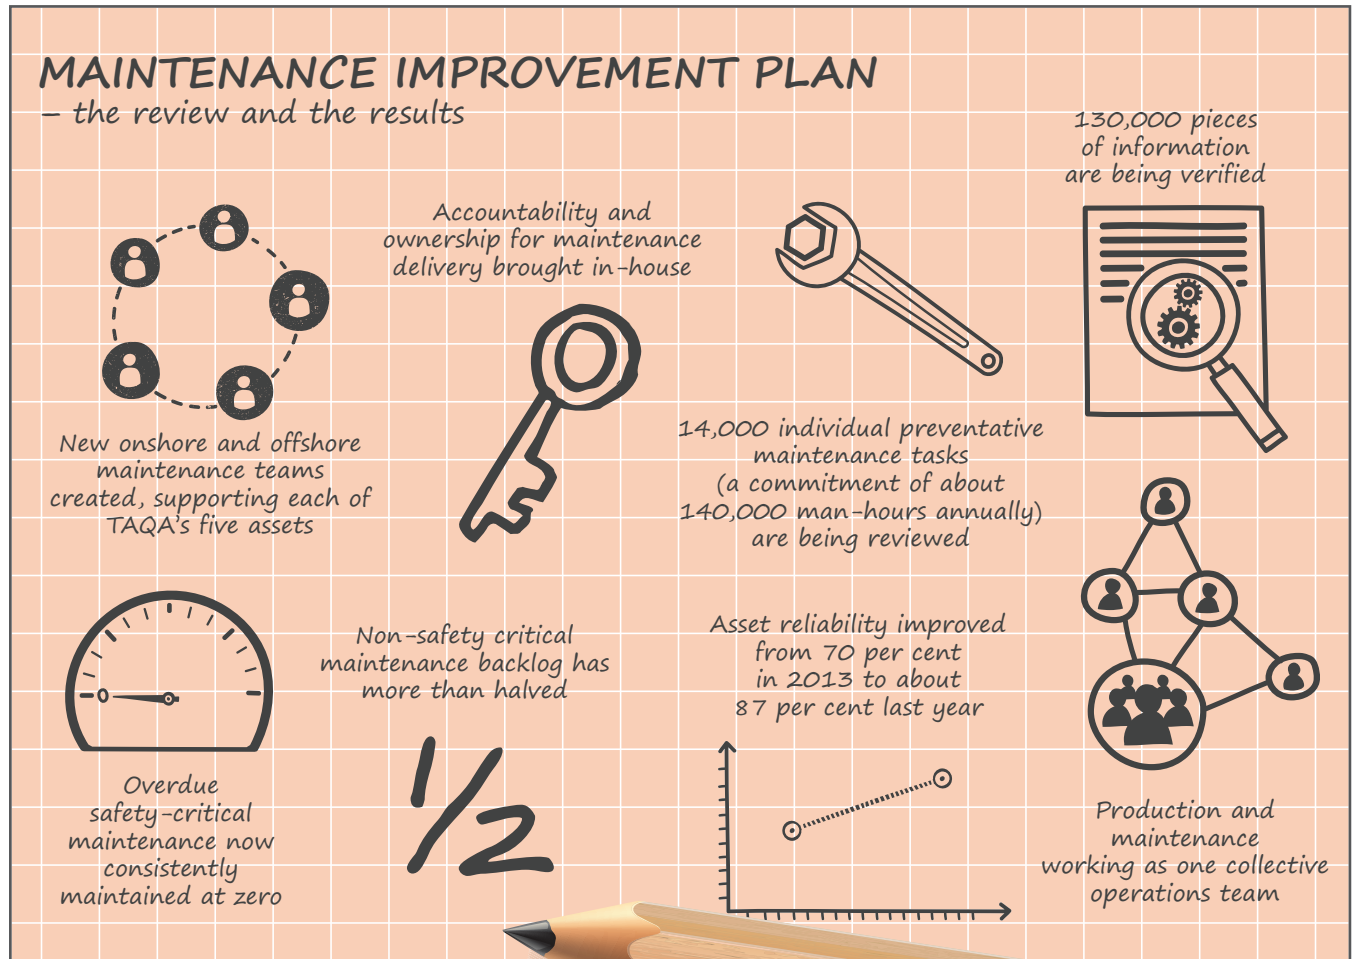 MAINTENANCE IMPROVEMENT PLAN
– the review and the results
130,000 pieces
of information
are being verified
Accountability and
ownership for maintenance
delivery brought in-house
New onshore and offshore
maintenance teams
created, supporting each of
TAQA's five assets
14,000 individual preventative
maintenance tasks
(a commitment of about
140,000 man-hours annually)
are being reviewed
0
Overdue
safety-critical
maintenance now
consistently
maintained at zero
Non-safety critical
maintenance backlog has
more than halved
1/2
Asset reliability improved
from 70 per cent
in 2013 to about
87 per cent last year
Production and
maintenance
working as one collective
operations team